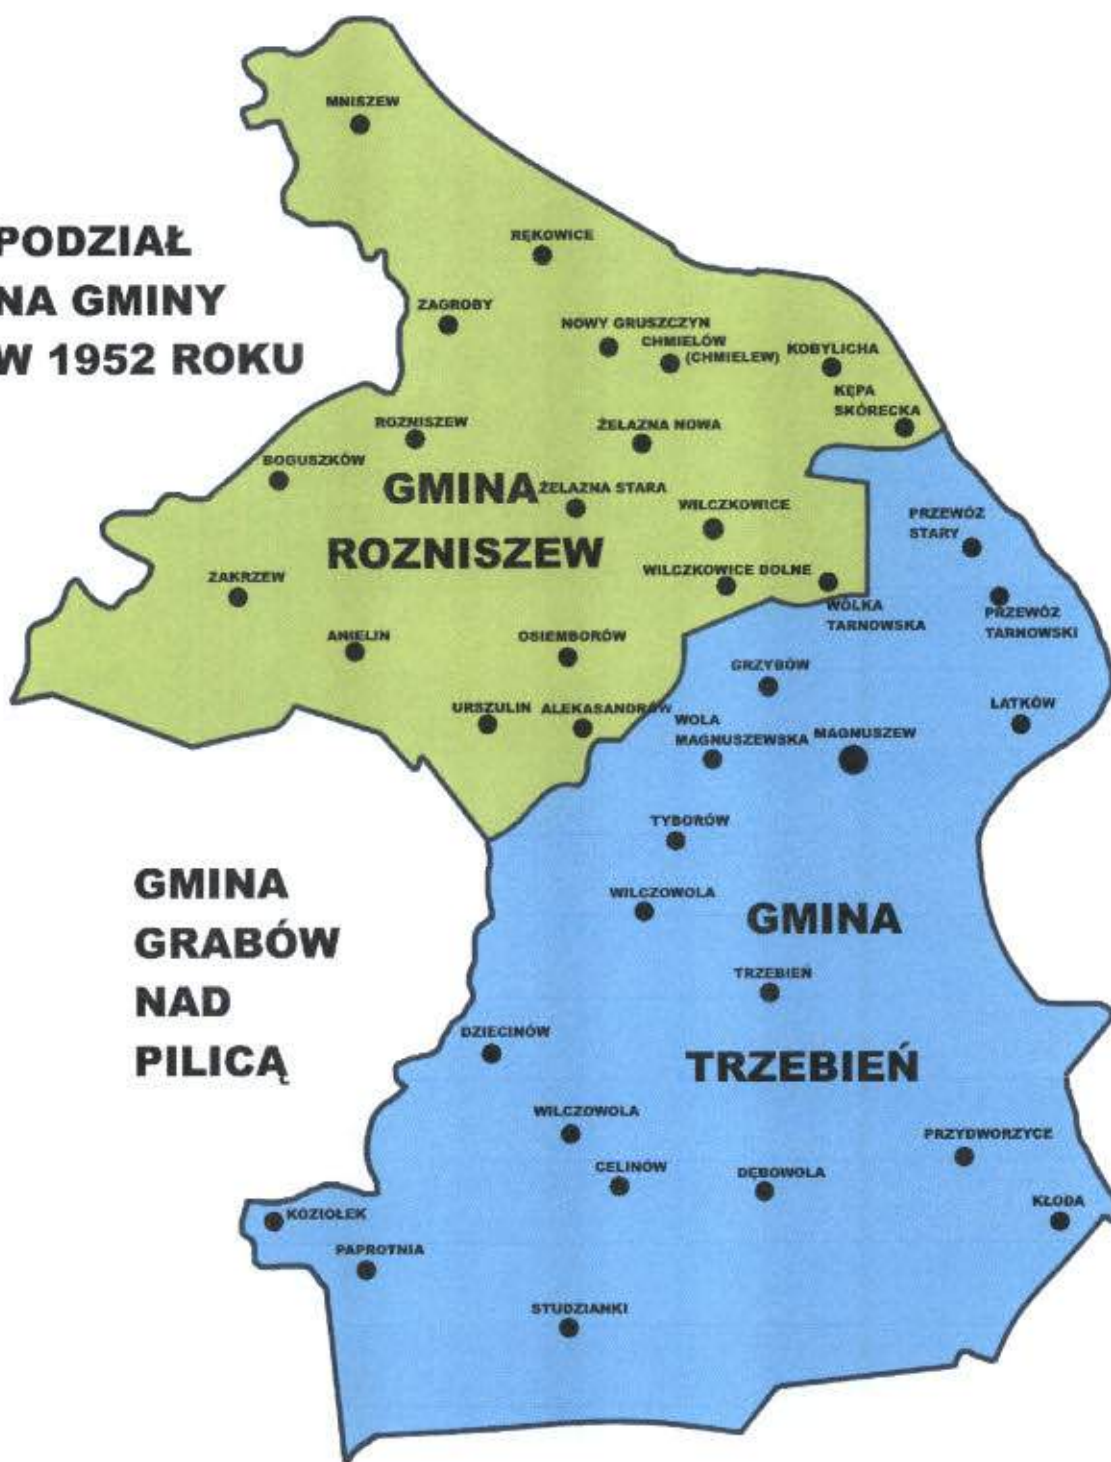 PODZIAŁ
NA GMINY
W 1952 ROKU
MNISZEW
RĘKOWICE
ZAGROBY
NOWY GRUSZCZYN
CHMIELÓW
(CHMIELEW)
KOBYLICHA
KĘPA
SKÓRECKA
ROZNISZEW
ŻELAZNA NOWA
BOGUSZKÓW
GMINA
ROZNISZEW
ŻELAZNA STARA
WILCZKOWICE
PRZEWÓZ
STARY
ZAKRZEW
WILCZKOWICE DOLNE
WÓLKA
TARNOWSKA
PRZEWÓZ
TARNOWSKI
ANIELIN
OSIEMBORÓW
GRZYBÓW
URSZULIN
ALEKASANDRÓW
WOLA
MAGNUSZEWSKA
MAGNUSZEW
ŁATKÓW
TYBORÓW
GMINA
GRABÓW
NAD
PILICĄ
WILCZOWOLA
GMINA
TRZEBIEŃ
TRZEBIEŃ
DZIECINÓW
WILCZOWOLA
PRZYDWORZYCE
CELINÓW
DĘBOWOLA
KŁODA
KOZIOŁEK
PAPROTNIA
STUDZIANKI